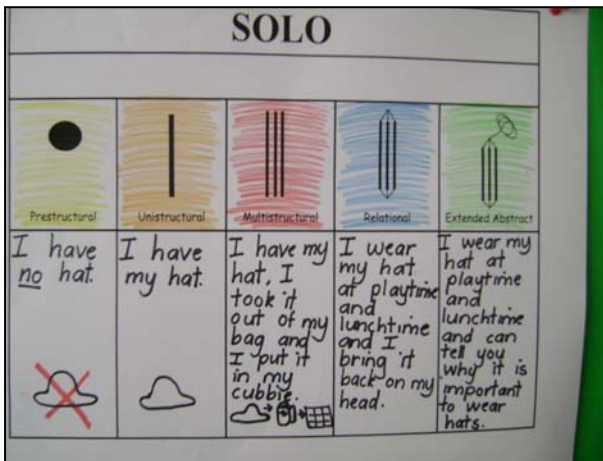 SOLO
Prestructural
Unistructural
Multistructural
Relational
Extended Abstract
I have
no hat.
I have
my hat.
I have my
hat, I
took it
out of my
bag and
I put it
in my
cubbie.
I wear
my hat
at playtime
and
lunchtime
and I
bring it
back on my
head.
I wear my
hat at
playtime
and
lunchtime
and can
tell you
why it is
important
to wear
hats.